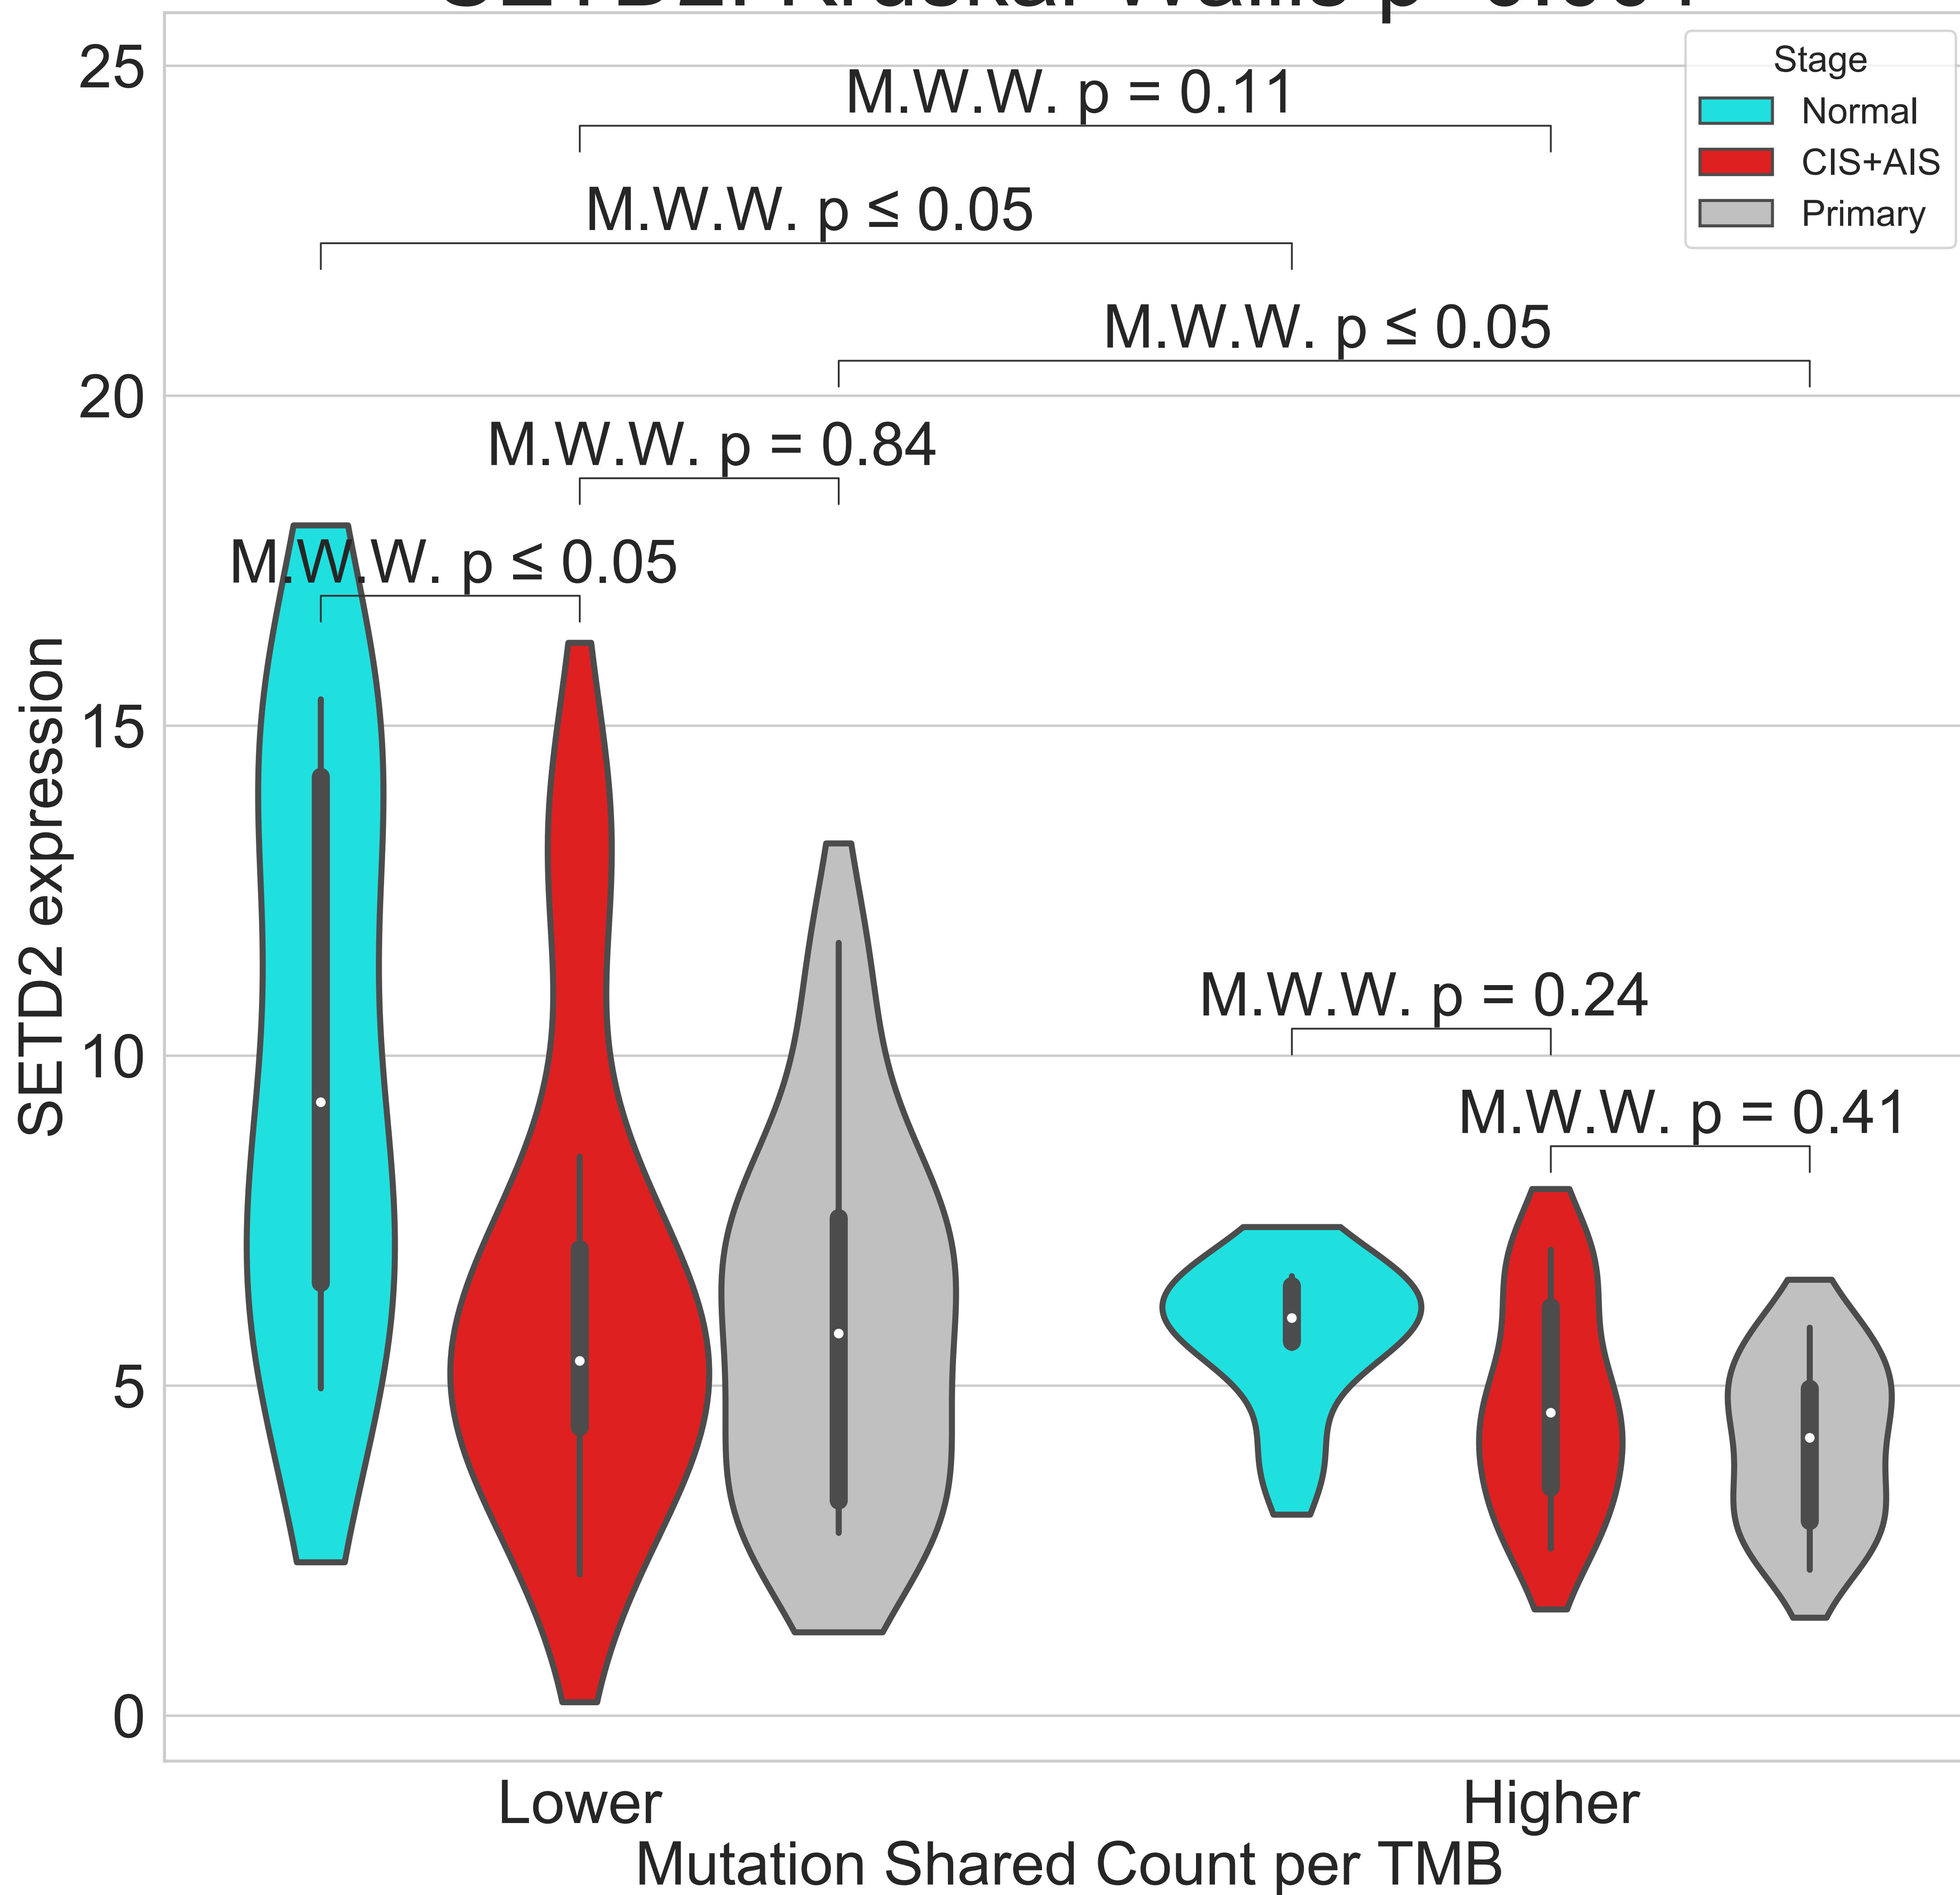 Stage
Normal
CIS+AIS
Primary
M.W.W. p = 0.11
M.W.W. p ≤ 0.05
M.W.W. p ≤ 0.05
M.W.W. p = 0.84
M.W.W. p ≤ 0.05
M.W.W. p = 0.24
M.W.W. p = 0.41
25
20
15
10
5
0
SETD2 expression
Lower
Higher
Mutation Shared Count per TMB